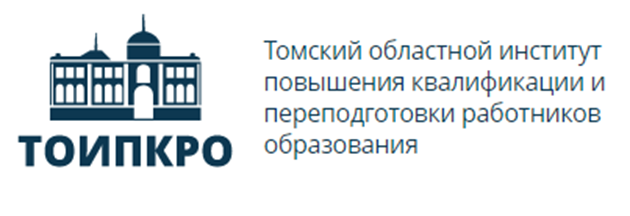 ТОИПКРО
Томский областной институт
повышения квалификации и
переподготовки работников
образования